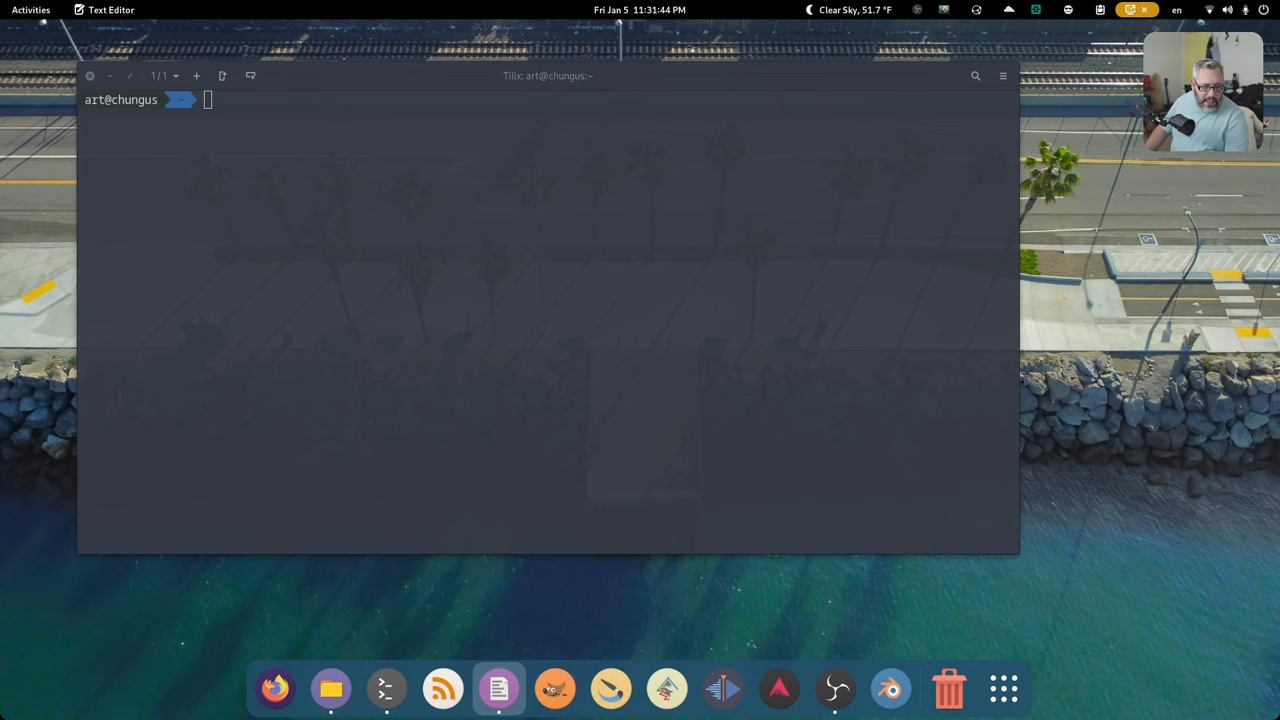 Activities Text Editor Fri Jan 5 11:31:44 PM Clear Sky, 51.7 °F en
1/1 Tilix: art@chungus:~
art@chungus ~